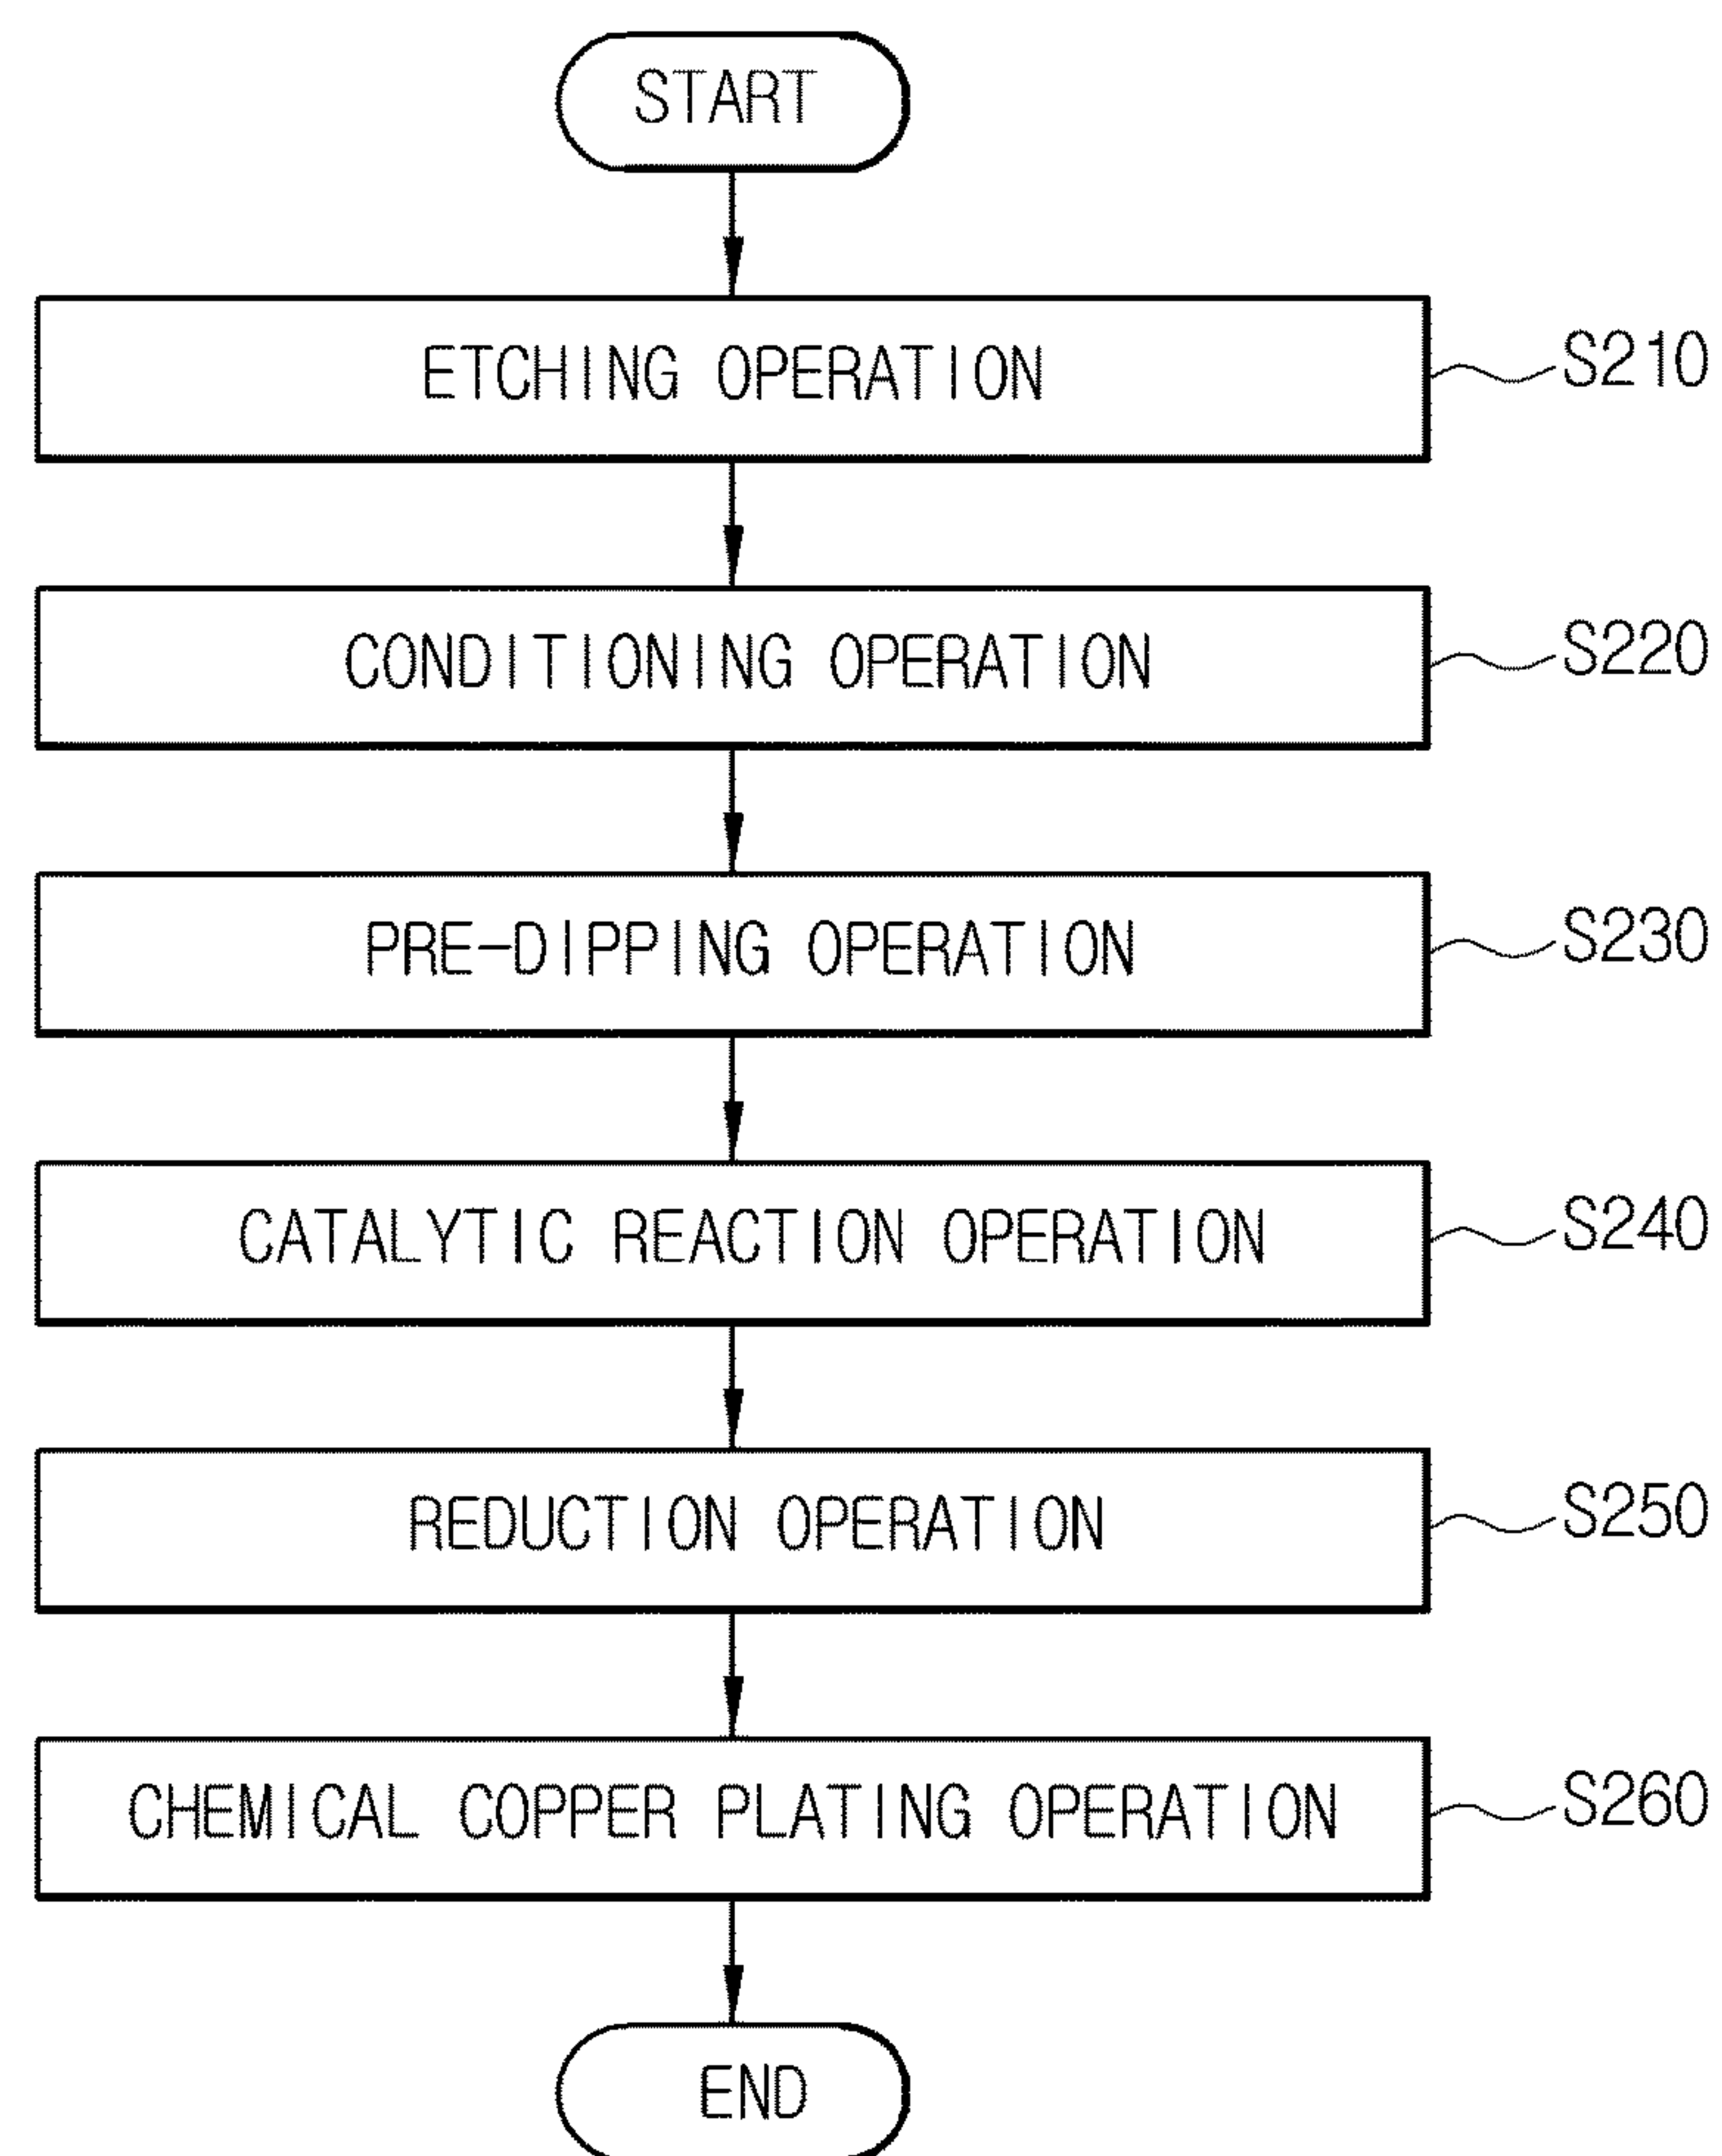 START
ETCHING OPERATION
S210
CONDITIONING OPERATION
S220
PRE-DIPPING OPERATION
S230
CATALYTIC REACTION OPERATION
S240
REDUCTION OPERATION
S250
CHEMICAL COPPER PLATING OPERATION
S260
END